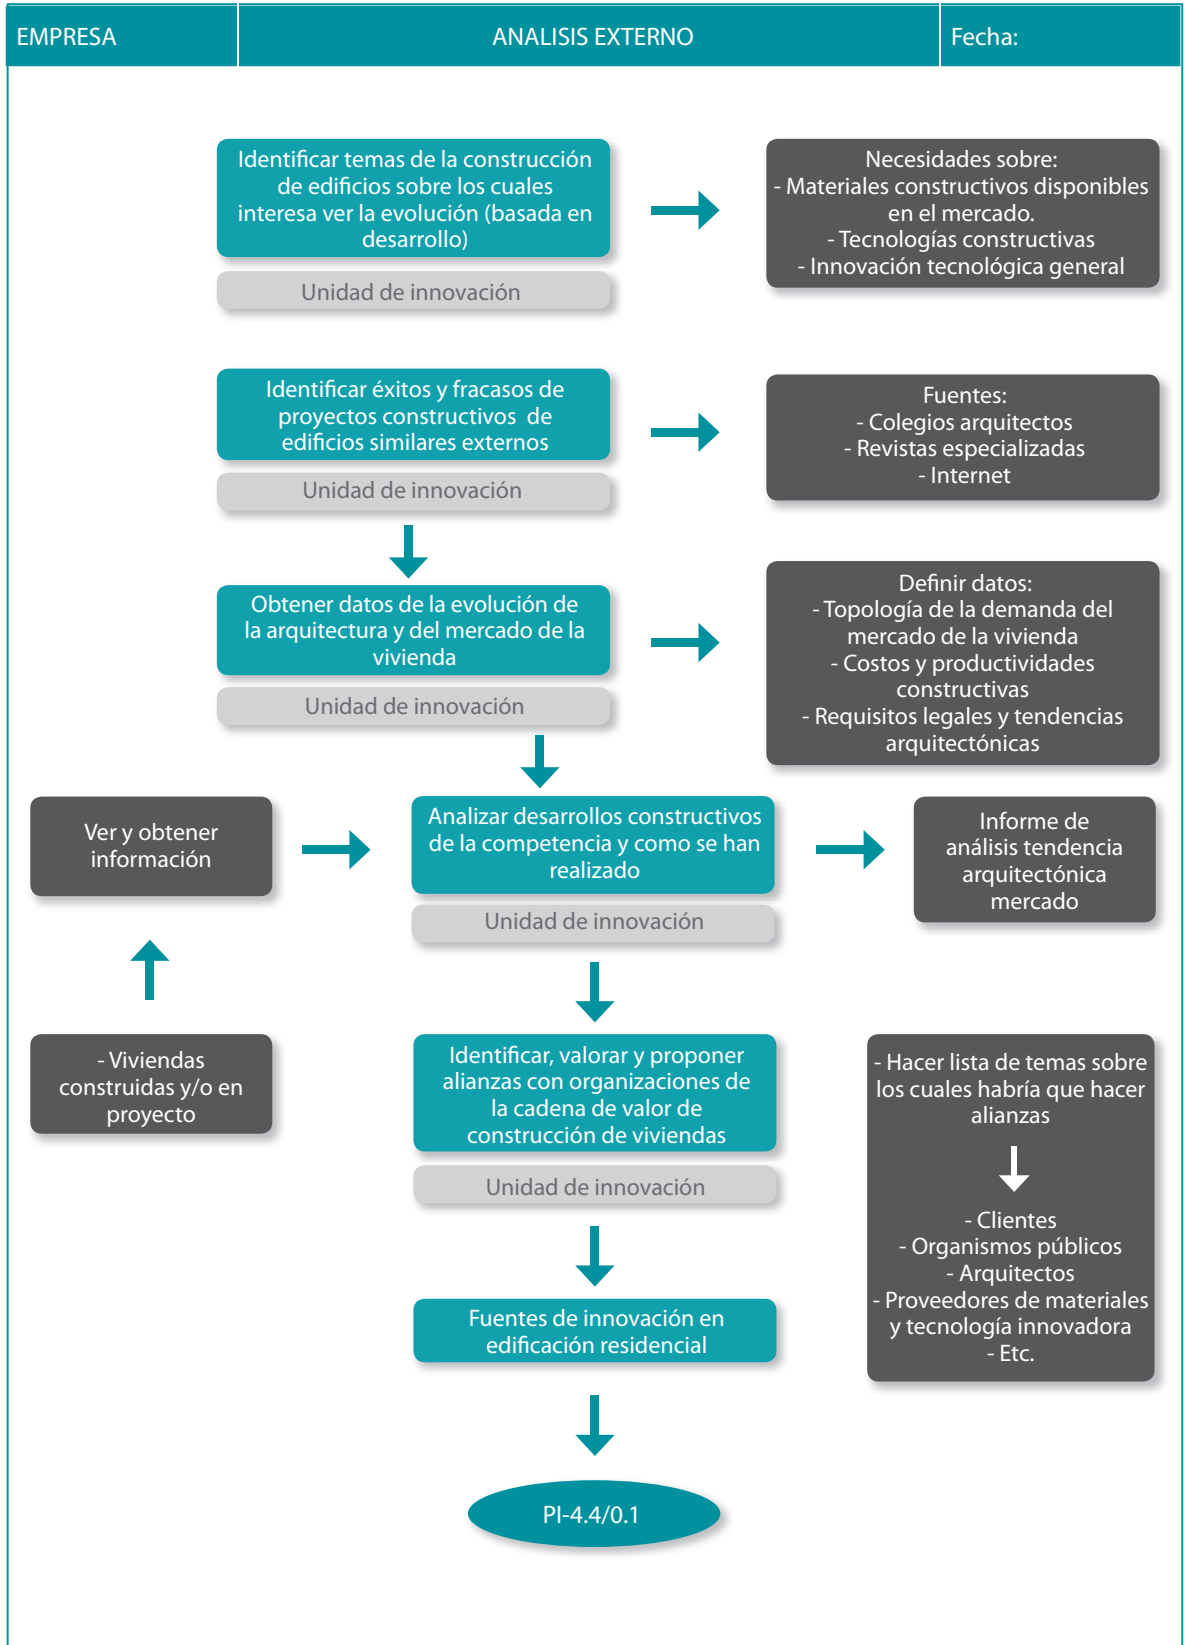 EMPRESA
ANALISIS EXTERNO
Fecha:
Identificar temas de la construcción
de edificios sobre los cuales
interesa ver la evolución (basada en
desarrollo)
Unidad de innovación
Necesidades sobre:
- Materiales constructivos disponibles
en el mercado.
- Tecnologías constructivas
- Innovación tecnológica general
Identificar éxitos y fracasos de
proyectos constructivos de
edificios similares externos
Unidad de innovación
Fuentes:
- Colegios arquitectos
- Revistas especializadas
- Internet
Obtener datos de la evolución de
la arquitectura y del mercado de la
vivienda
Unidad de innovación
Definir datos:
- Topología de la demanda del
mercado de la vivienda
- Costos y productividades
constructivas
- Requisitos legales y tendencias
arquitectónicas
Ver y obtener
información
Analizar desarrollos constructivos
de la competencia y como se han
realizado
Unidad de innovación
Informe de
análisis tendencia
arquitectónica
mercado
- Viviendas
construidas y/o en
proyecto
Identificar, valorar y proponer
alianzas con organizaciones de
la cadena de valor de
construcción de viviendas
Unidad de innovación
- Hacer lista de temas sobre
los cuales habría que hacer
alianzas
- Clientes
- Organismos públicos
- Arquitectos
- Proveedores de materiales
y tecnología innovadora
- Etc.
Fuentes de innovación en
edificación residencial
PI-4.4/0.1